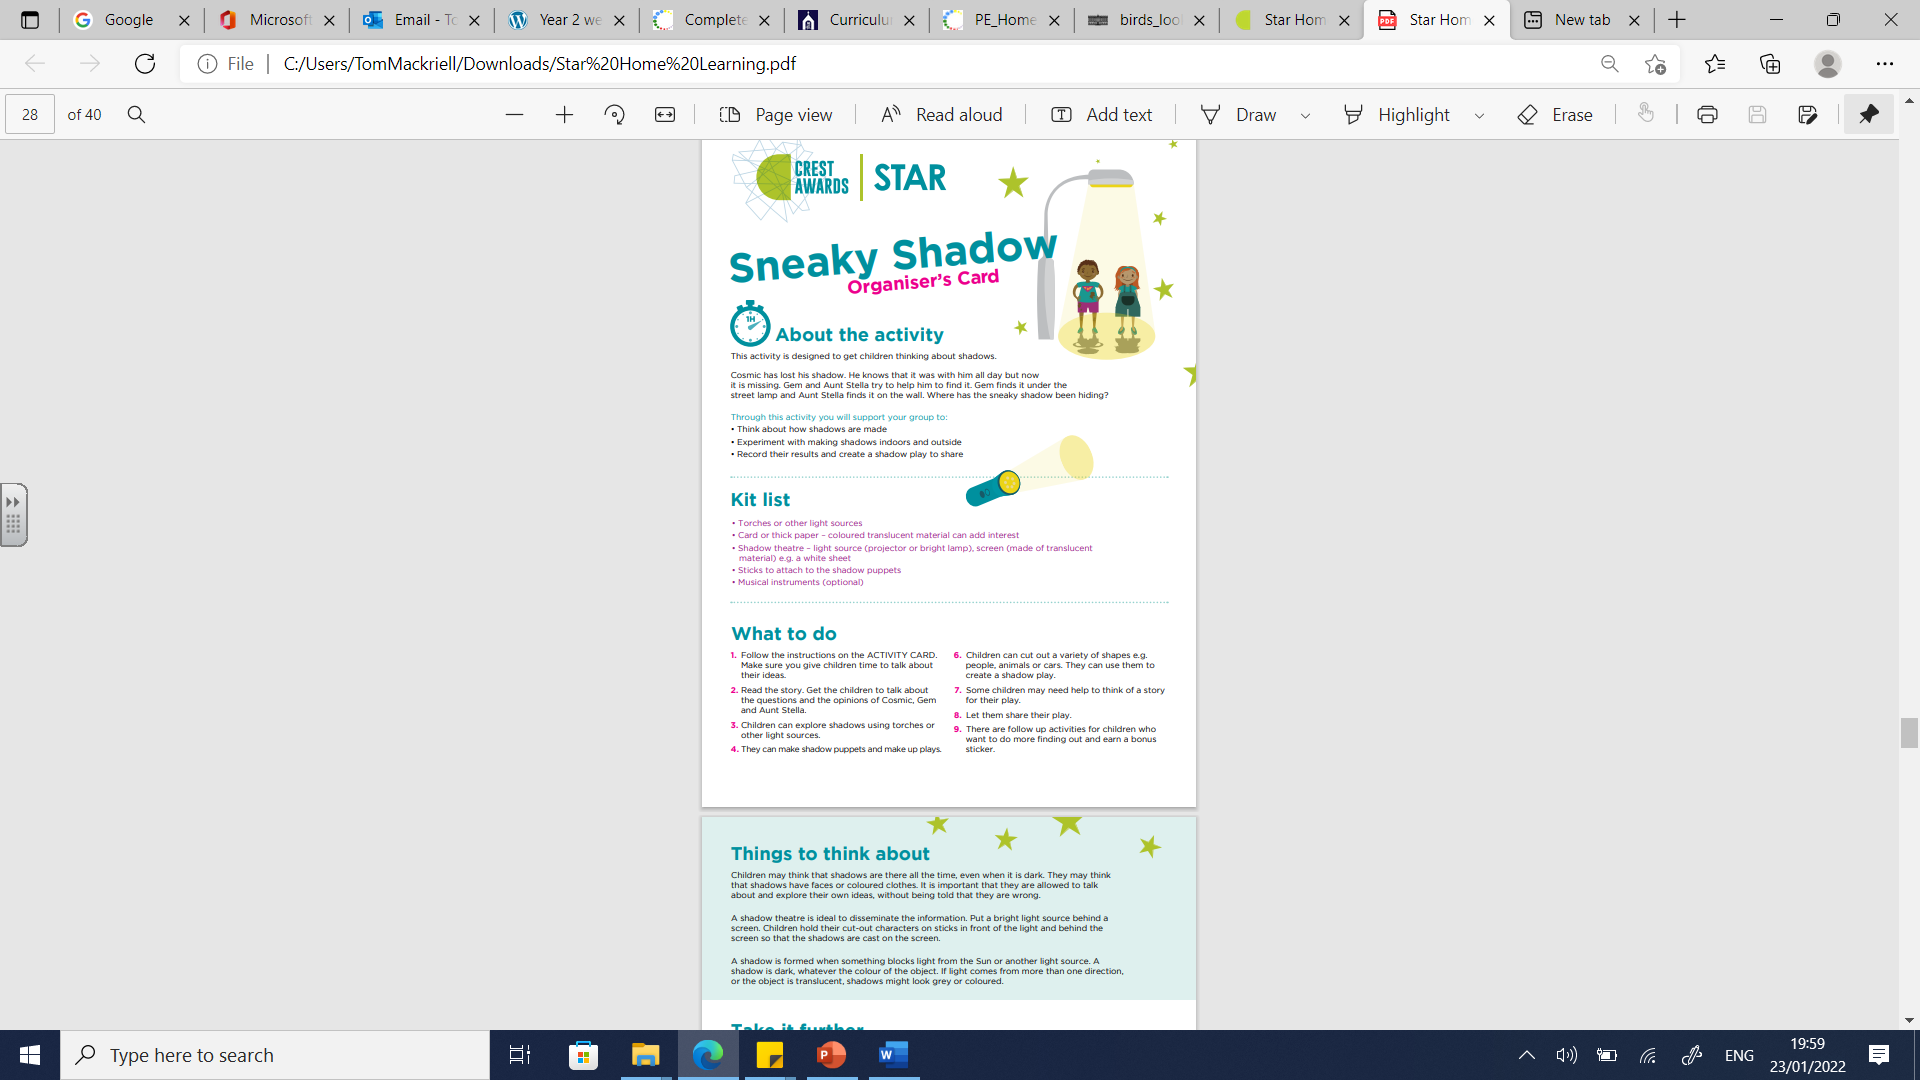 Google
Microsoft
Email - To
Year 2 we
Complete
Curriculu
PE_Home
birds_loo
Star Hom
Star Hom
New tab
File
C:/Users/TomMackriell/Downloads/Star%20Home%20Learning.pdf
28 of 40
Page view
Read aloud
Add text
Draw
Highlight
Erase
CREST
AWARDS
STAR
Sneaky Shadow
Organiser's Card
1H
About the activity
This activity is designed to get children thinking about shadows.
Cosmic has lost his shadow. He knows that it was with him all day but now
it is missing. Gem and Aunt Stella try to help him to find it. Gem finds it under the
street lamp and Aunt Stella finds it on the wall. Where has the sneaky shadow been hiding?
Through this activity you will support your group to:
• Think about how shadows are made
• Experiment with making shadows indoors and outside
• Record their results and create a shadow play to share
Kit list
• Torches or other light sources
• Card or thick paper – coloured translucent material can add interest
• Shadow theatre – light source (projector or bright lamp), screen (made of translucent
material) e.g. a white sheet
• Sticks to attach to the shadow puppets
• Musical instruments (optional)
What to do
1. Follow the instructions on the ACTIVITY CARD.
Make sure you give children time to talk about
their ideas.
2. Read the story. Get the children to talk about
the questions and the opinions of Cosmic, Gem
and Aunt Stella.
3. Children can explore shadows using torches or
other light sources.
4. They can make shadow puppets and make up plays.
6. Children can cut out a variety of shapes e.g.
people, animals or cars. They can use them to
create a shadow play.
7. Some children may need help to think of a story
for their play.
8. Let them share their play.
9. There are follow up activities for children who
want to do more finding out and earn a bonus
sticker.
Things to think about
Children may think that shadows are there all the time, even when it is dark. They may think
that shadows have faces or coloured clothes. It is important that they are allowed to talk
about and explore their own ideas, without being told that they are wrong.
A shadow theatre is ideal to disseminate the information. Put a bright light source behind a
screen. Children hold their cut-out characters on sticks in front of the light and behind the
screen so that the shadows are cast on the screen.
A shadow is formed when something blocks light from the Sun or another light source. A
shadow is dark, whatever the colour of the object. If light comes from more than one direction,
or the object is translucent, shadows might look grey or coloured.
Take it further
Type here to search
ENG
19:59
23/01/2022